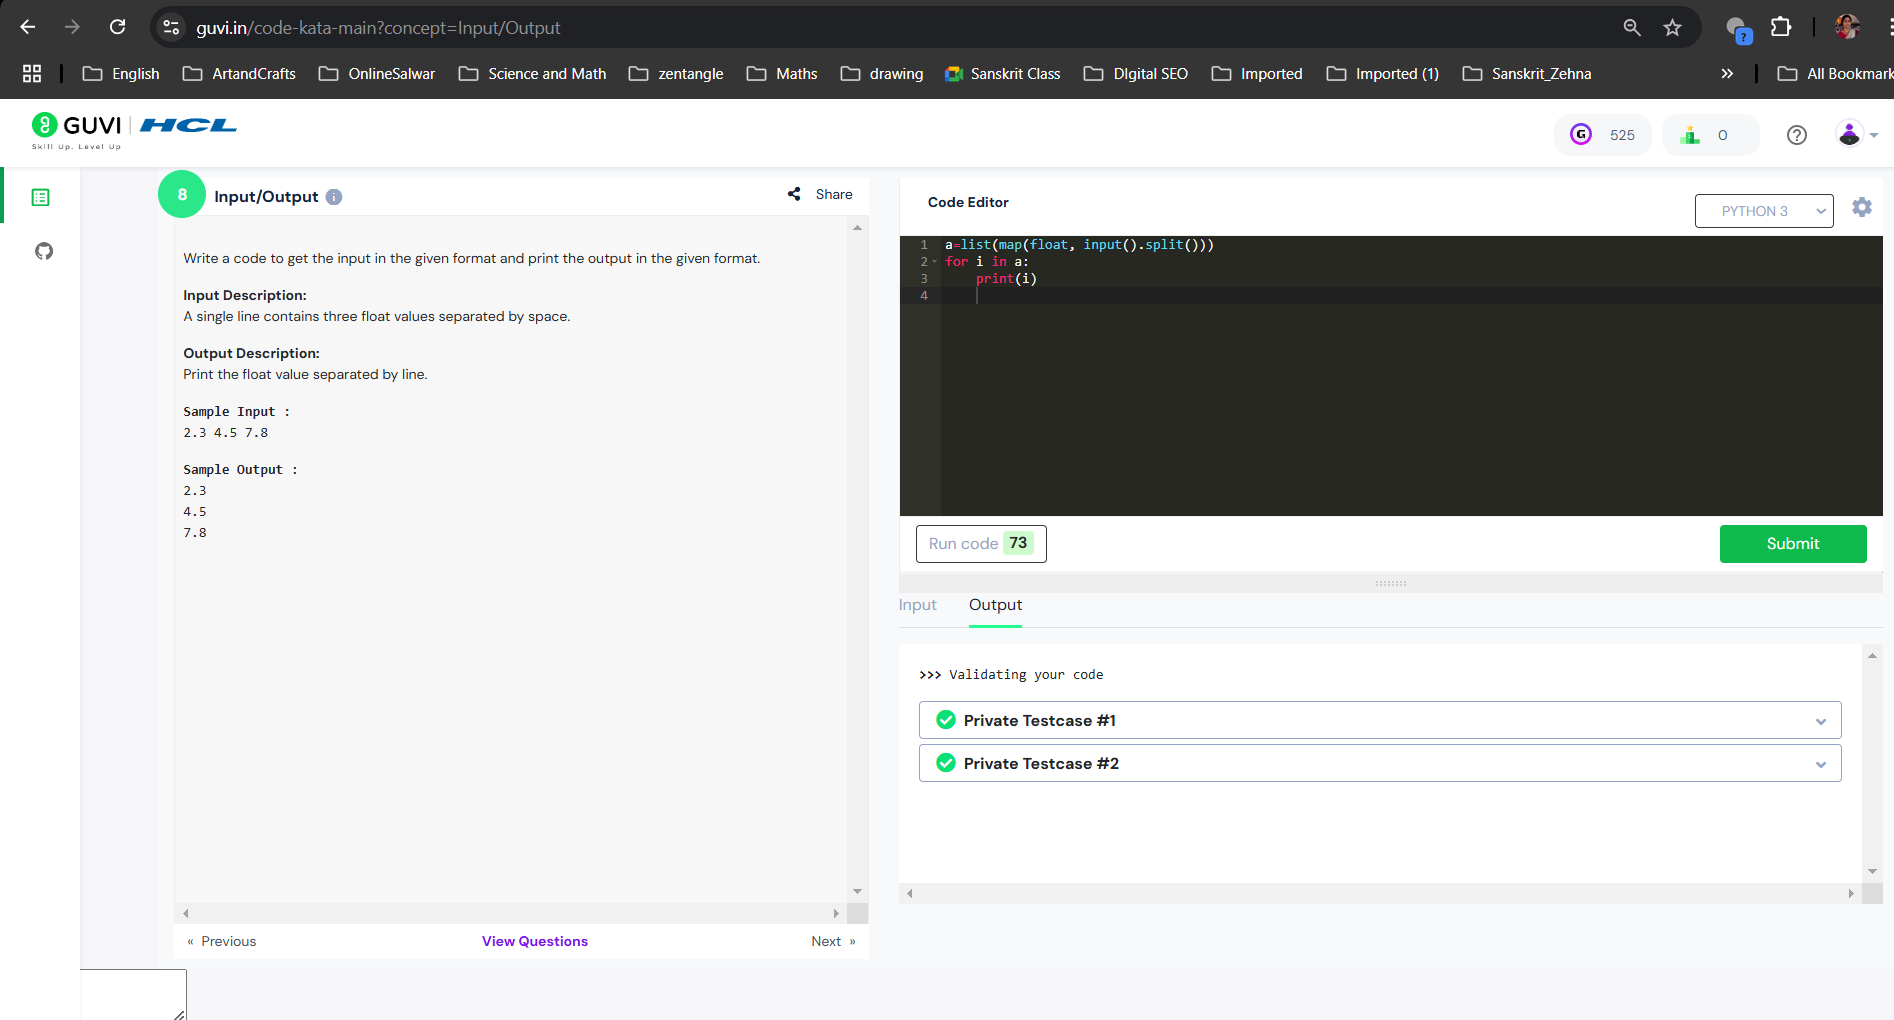 guvi.in/code-kata-main?concept=Input/Output
?
English ArtandCrafts OnlineSalwar Science and Math zentangle Maths drawing Sanskrit Class DIgital SEO Imported Imported (1) Sanskrit_Zehna » All Bookmark
GUVI HCL
Skill Up. Level Up
G 525 0 ?
8 Input/Output i Share
Write a code to get the input in the given format and print the output in the given format.
Input Description:
A single line contains three float values separated by space.
Output Description:
Print the float value separated by line.
Sample Input :
2.3 4.5 7.8
Sample Output :
2.3
4.5
7.8
« Previous View Questions Next »
Code Editor PYTHON 3
1 a=list(map(float, input().split()))
2 for i in a:
3 print(i)
4
Run code 73 Submit
Input Output
>>> Validating your code
Private Testcase #1
Private Testcase #2